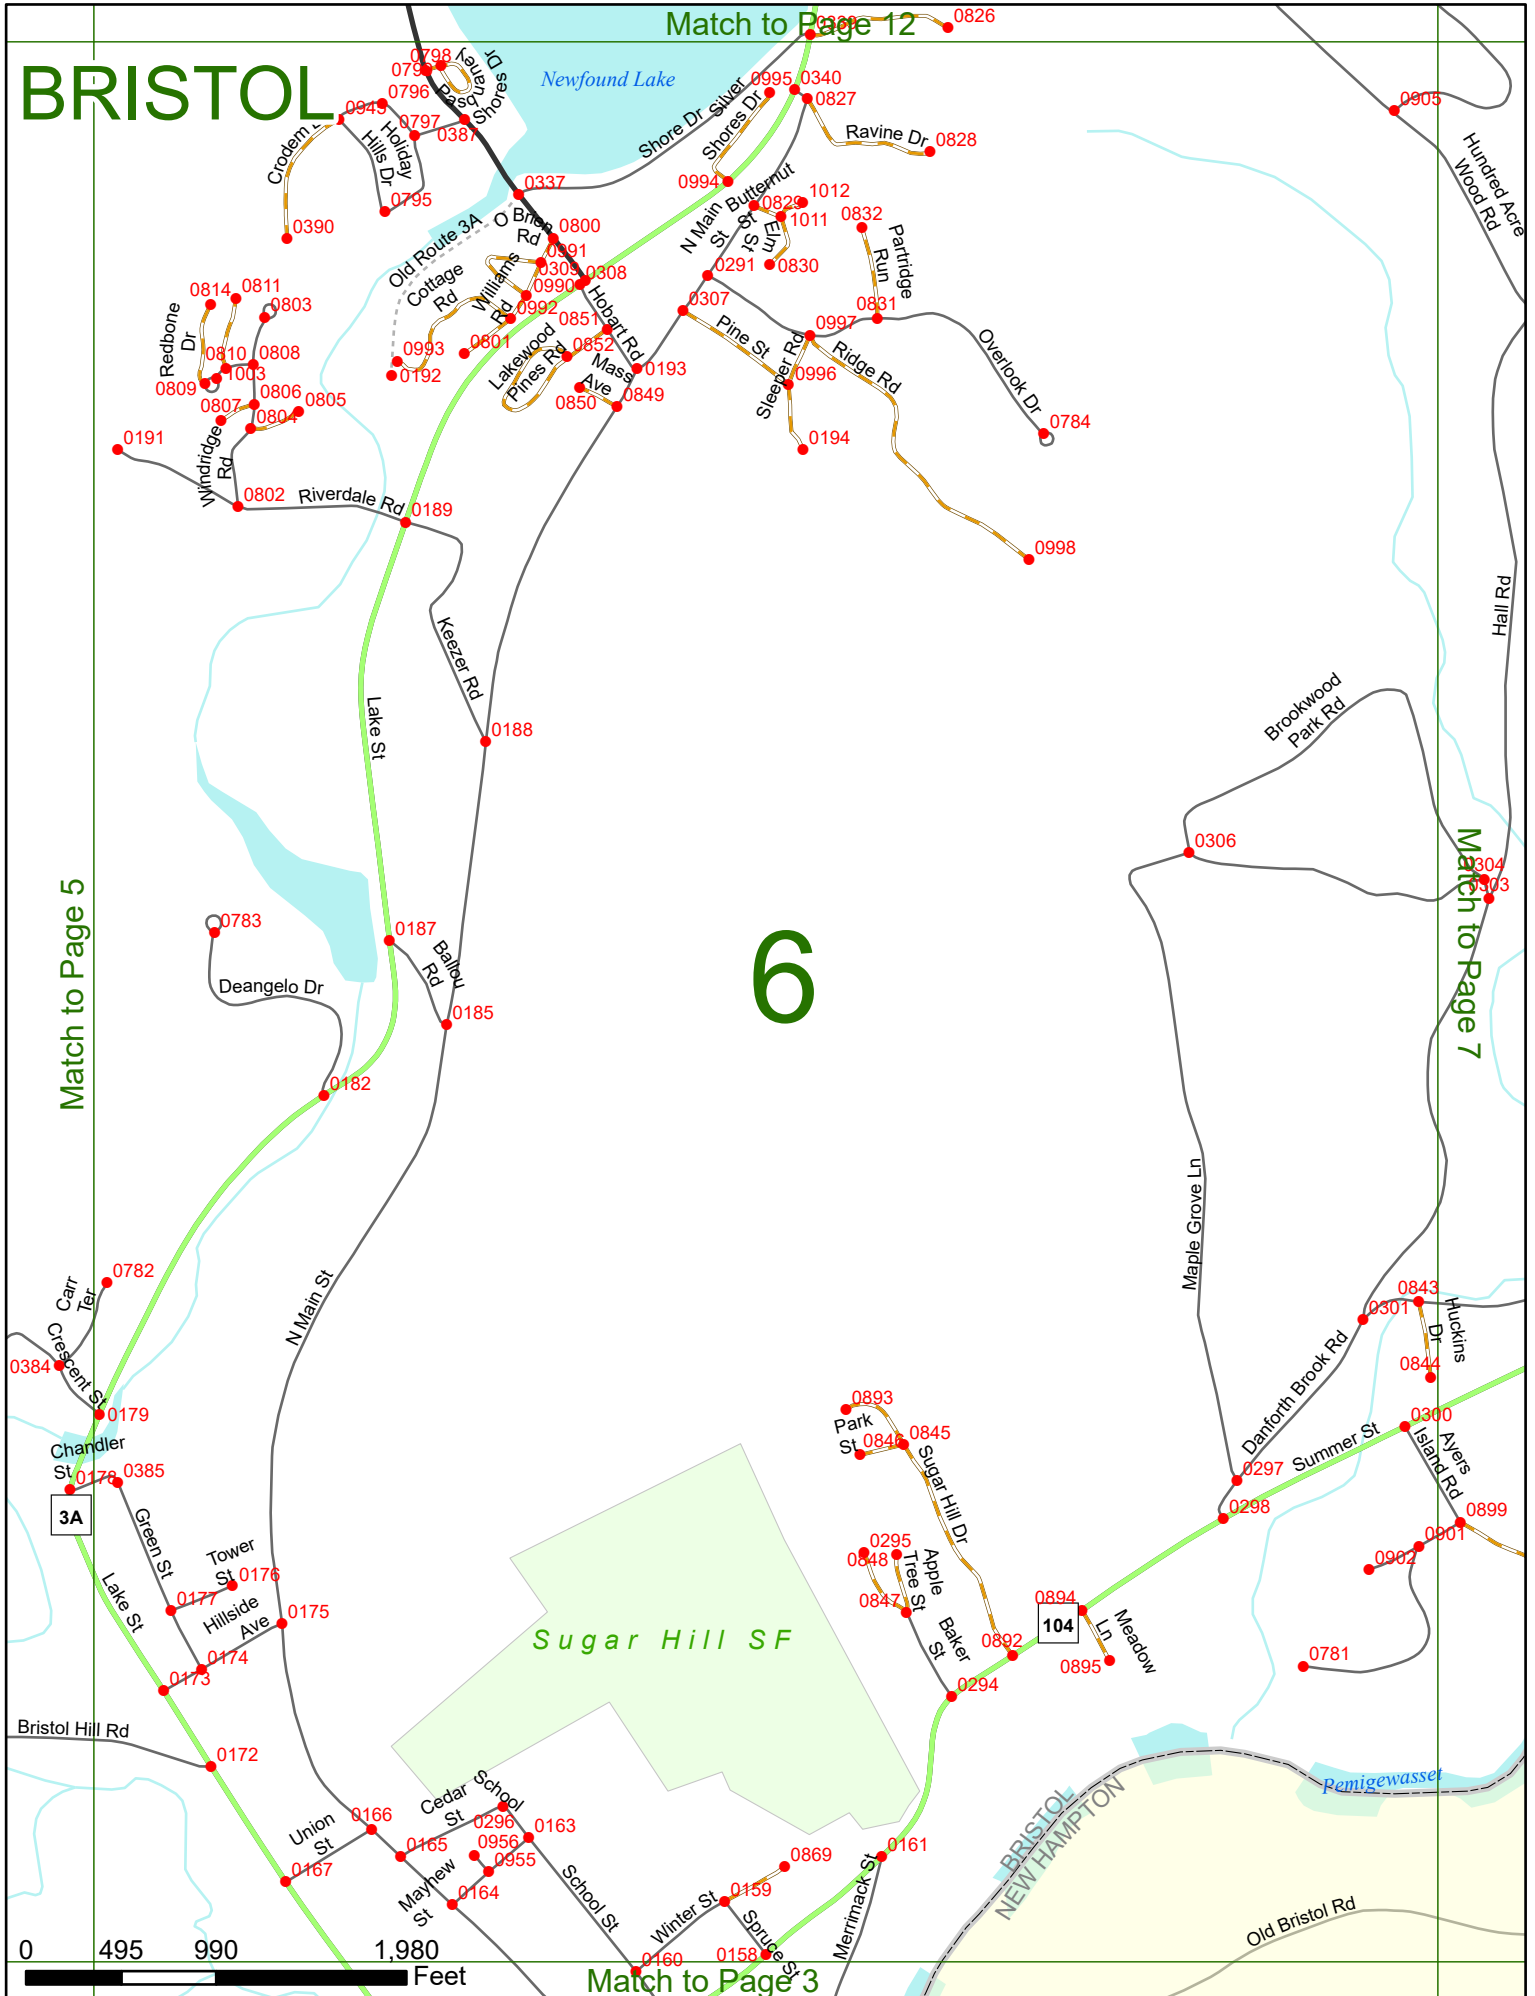 Match to Page 12
BRISTOL
Newfound Lake
0339
0826
0798
0799
Pasquaney
Shores Dr
0796
0943
0797
0387
Holiday
Hills Dr
0795
0390
0995
0340
0827
Silver
Shores Dr
Shore Dr
Ravine Dr
0828
0905
Hundred Acre
Wood Rd
0337
0994
Butternut
St
0829
1012
1011
Elm
St
0830
N Main
St
0832
Partridge
Run
0831
O Brien
Rd
0800
0991
0309
0308
0990
0992
Old Route 3A
Cottage
Rd
Williams
Rd
0801
0993
0192
Hobart Rd
0851
0852
Lakewood
Pines Rd
Mass
Ave
0850
0849
0193
0291
0307
Pine St
0997
Sleeper Rd
0996
Ridge Rd
0194
Overlook Dr
0784
0998
0814
0811
0803
Redbone
Dr
0810
0808
0809
1003
0806
0807
0805
0804
0191
Windridge
Rd
0802
Riverdale Rd
0189
Keezer Rd
0188
Lake St
Hall Rd
Brookwood
Park Rd
0306
0304
0303
Match to Page 7
Match to Page 5
6
0783
Deangelo Dr
0187
Ballou
Rd
0185
0182
Maple Grove Ln
N Main St
0782
Carr
Ter
0384
Crescent St
0179
Chandler
St
0178
0385
3A
Green St
Lake St
Tower
St
0176
0177
Hillside
Ave
0175
0174
0173
Bristol Hill Rd
0172
0843
0301
Huckins
Dr
0844
Danforth Brook Rd
0300
Summer St
Ayers
Island Rd
0297
0298
0899
0901
0902
0781
0893
Park
St
0846
0845
Sugar Hill Dr
0295
0848
Apple
Tree St
0847
Baker
St
0892
0294
0894
104
Meadow
Ln
0895
Sugar Hill SF
Pemigewasset
BRISTOL
NEW HAMPTON
Old Bristol Rd
Union
St
0166
0167
Cedar
St
0165
School
0296
0163
0956
0955
Mayhew
St
0164
School St
0869
0159
Winter St
0160
Spruce St
0158
0161
Merrimack St
0 495 990 1,980
Feet
Match to Page 3